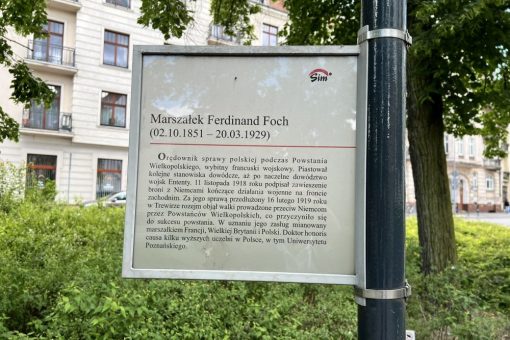 Sim
Marszałek Ferdinand Foch
(02.10.1851 – 20.03.1929)
Orędownik sprawy polskiej podczas Powstania
Wielkopolskiego, wybitny francuski wojskowy. Piastował
kolejne stanowiska dowódcze, aż po naczelne dowództwo
wojsk Ententy. 11 listopada 1918 roku podpisał zawieszenie
broni z Niemcami kończące działania wojenne na froncie
zachodnim. Za jego sprawą przedłużony 16 lutego 1919 roku
w Trewirze rozejm objął walki prowadzone przeciw Niemcom
przez Powstańców Wielkopolskich, co przyczyniło się
do sukcesu powstania. W uznaniu jego zasług mianowany
marszałkiem Francji, Wielkiej Brytanii i Polski. Doktor honoris
causa kilku wyższych uczelni w Polsce, w tym Uniwersytetu
Poznańskiego.